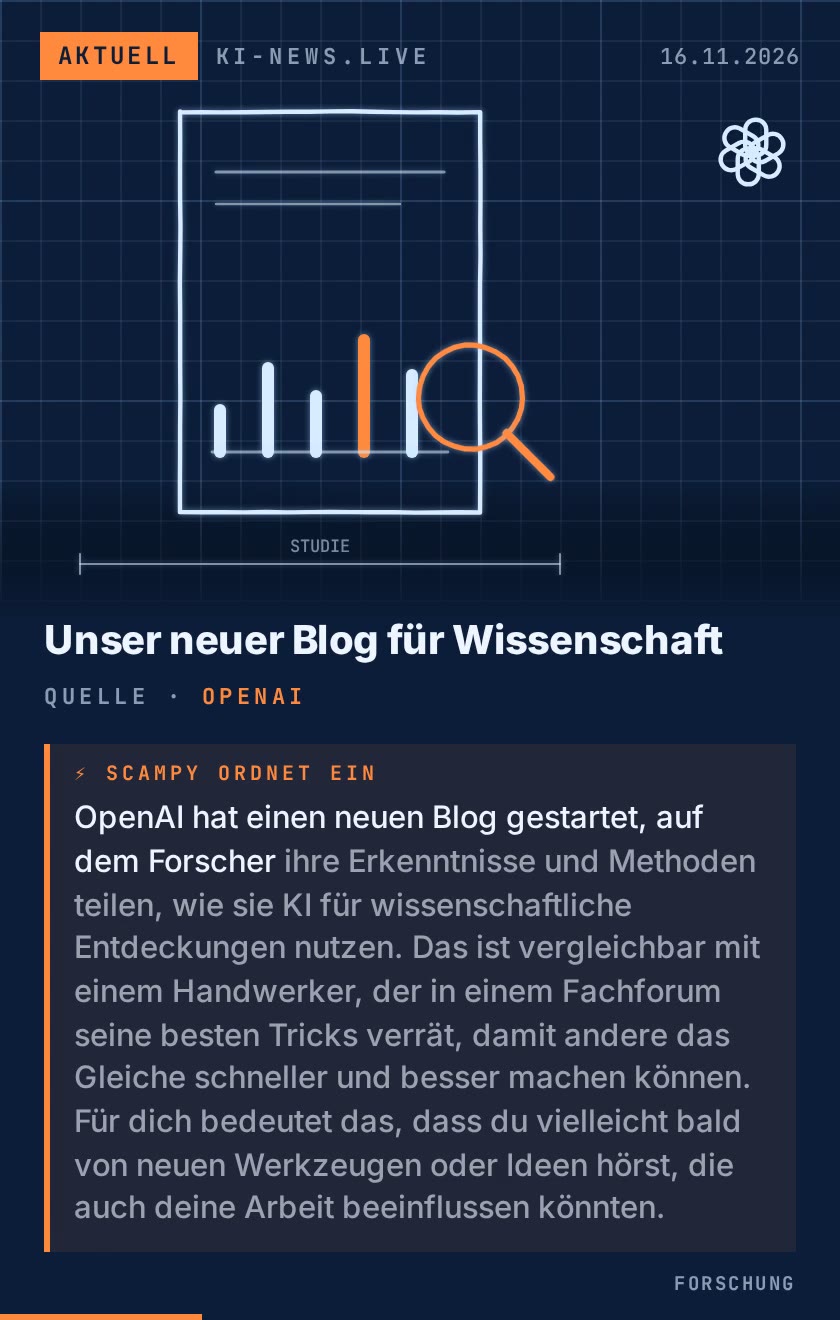 AKTUELL KI-NEWS.LIVE 16.11.2026
STUDIE
Unser neuer Blog für Wissenschaft
QUELLE · OPENAI
⚡ SCAMPY ORDNET EIN
OpenAI hat einen neuen Blog gestartet, auf
dem Forscher ihre Erkenntnisse und Methoden
teilen, wie sie KI für wissenschaftliche
Entdeckungen nutzen. Das ist vergleichbar mit
einem Handwerker, der in einem Fachforum
seine besten Tricks verrät, damit andere das
Gleiche schneller und besser machen können.
Für dich bedeutet das, dass du vielleicht bald
von neuen Werkzeugen oder Ideen hörst, die
auch deine Arbeit beeinflussen könnten.
FORSCHUNG